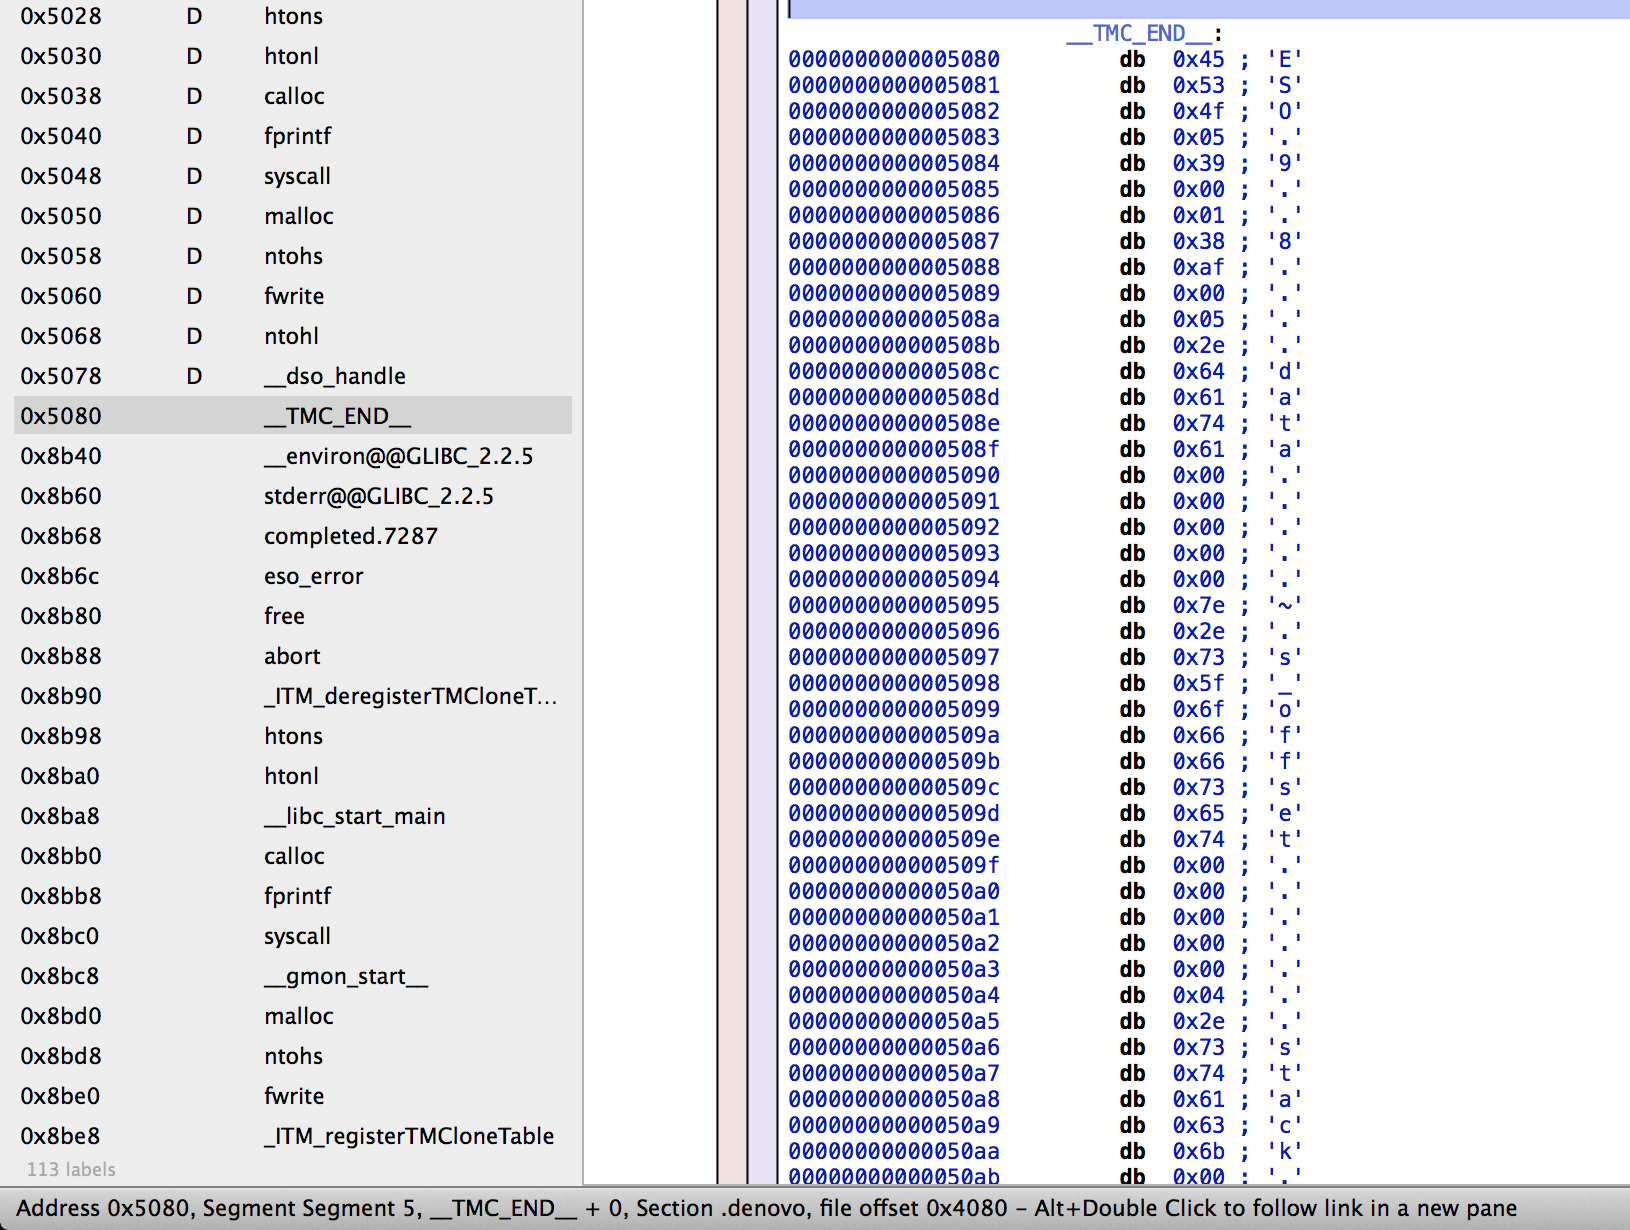 0x5028 D htons
0x5030 D htonl
0x5038 D calloc
0x5040 D fprintf
0x5048 D syscall
0x5050 D malloc
0x5058 D ntohs
0x5060 D fwrite
0x5068 D ntohl
0x5078 D __dso_handle
0x5080 __TMC_END__
0x8b40 __environ@@GLIBC_2.2.5
0x8b60 stderr@@GLIBC_2.2.5
0x8b68 completed.7287
0x8b6c eso_error
0x8b80 free
0x8b88 abort
0x8b90 _ITM_deregisterTMCloneT...
0x8b98 htons
0x8ba0 htonl
0x8ba8 __libc_start_main
0x8bb0 calloc
0x8bb8 fprintf
0x8bc0 syscall
0x8bc8 __gmon_start__
0x8bd0 malloc
0x8bd8 ntohs
0x8be0 fwrite
0x8be8 _ITM_registerTMCloneTable
113 labels
__TMC_END__:
0000000000005080 db 0x45 ; 'E'
0000000000005081 db 0x53 ; 'S'
0000000000005082 db 0x4f ; 'O'
0000000000005083 db 0x05 ; '.'
0000000000005084 db 0x39 ; '9'
0000000000005085 db 0x00 ; '.'
0000000000005086 db 0x01 ; '.'
0000000000005087 db 0x38 ; '8'
0000000000005088 db 0xaf ; '.'
0000000000005089 db 0x00 ; '.'
000000000000508a db 0x05 ; '.'
000000000000508b db 0x2e ; '.'
000000000000508c db 0x64 ; 'd'
000000000000508d db 0x61 ; 'a'
000000000000508e db 0x74 ; 't'
000000000000508f db 0x61 ; 'a'
0000000000005090 db 0x00 ; '.'
0000000000005091 db 0x00 ; '.'
0000000000005092 db 0x00 ; '.'
0000000000005093 db 0x00 ; '.'
0000000000005094 db 0x00 ; '.'
0000000000005095 db 0x7e ; '~'
0000000000005096 db 0x2e ; '.'
0000000000005097 db 0x73 ; 's'
0000000000005098 db 0x5f ; '_'
0000000000005099 db 0x6f ; 'o'
000000000000509a db 0x66 ; 'f'
000000000000509b db 0x66 ; 'f'
000000000000509c db 0x73 ; 's'
000000000000509d db 0x65 ; 'e'
000000000000509e db 0x74 ; 't'
000000000000509f db 0x00 ; '.'
00000000000050a0 db 0x00 ; '.'
00000000000050a1 db 0x00 ; '.'
00000000000050a2 db 0x00 ; '.'
00000000000050a3 db 0x00 ; '.'
00000000000050a4 db 0x04 ; '.'
00000000000050a5 db 0x2e ; '.'
00000000000050a6 db 0x73 ; 's'
00000000000050a7 db 0x74 ; 't'
00000000000050a8 db 0x61 ; 'a'
00000000000050a9 db 0x63 ; 'c'
00000000000050aa db 0x6b ; 'k'
00000000000050ab db 0x00 ; '.'
Address 0x5080, Segment Segment 5, __TMC_END__ + 0, Section .denovo, file offset 0x4080 – Alt+Double Click to follow link in a new pane